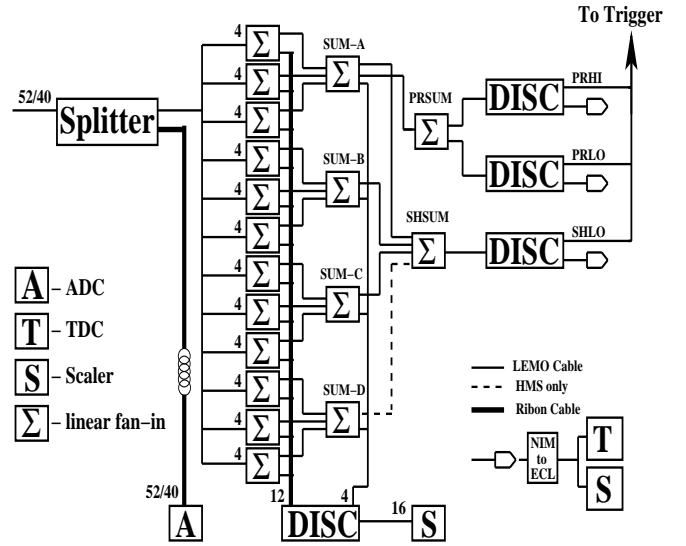 To Trigger
52/40
Splitter
4
Σ
4
Σ
4
Σ
4
Σ
4
Σ
4
Σ
4
Σ
4
Σ
4
Σ
4
Σ
4
Σ
4
Σ
SUM–A
Σ
SUM–B
Σ
SUM–C
Σ
SUM–D
Σ
PRSUM
Σ
SHSUM
Σ
DISC
PRHI
DISC
PRLO
DISC
SHLO
A – ADC
T – TDC
S – Scaler
Σ – linear fan–in
LEMO Cable
HMS only
Ribon Cable
NIM
to
ECL
T
S
52/40
A
12
4
DISC
16
S